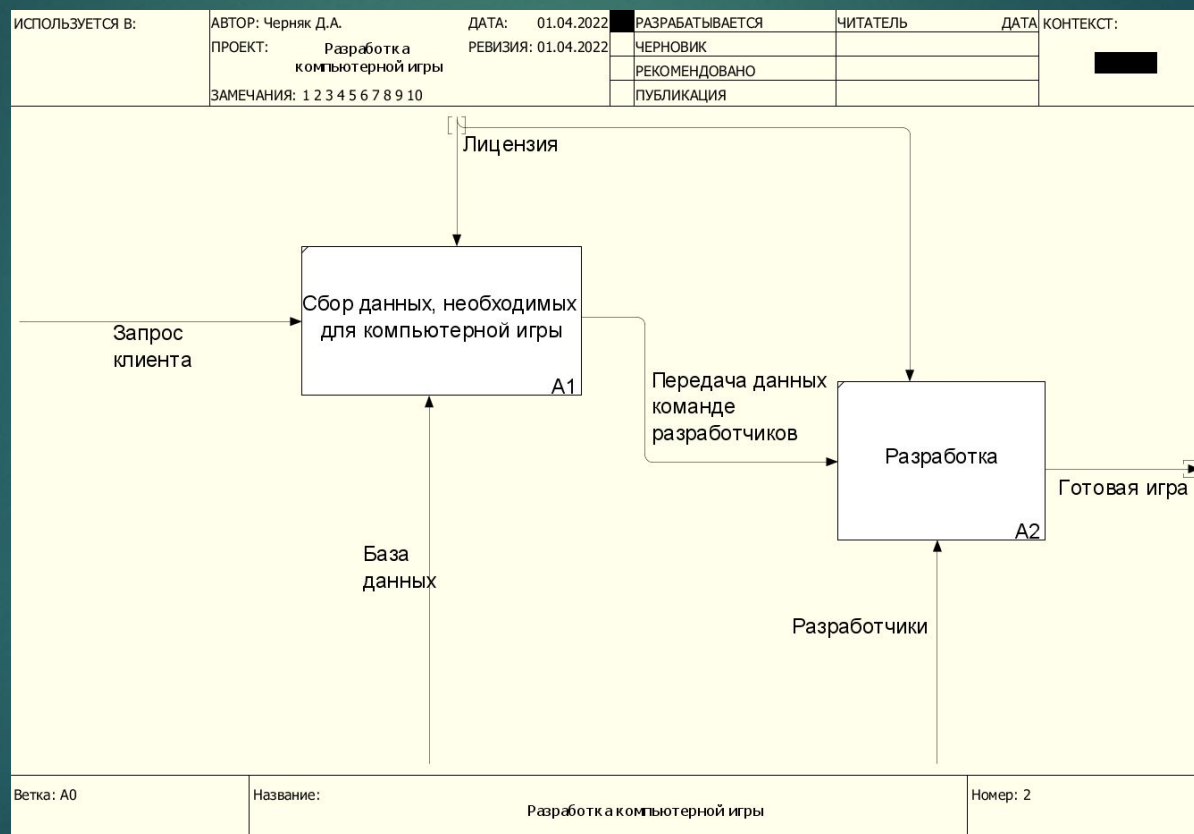 ИСПОЛЬЗУЕТСЯ В:
АВТОР: Черняк Д.А.
ДАТА: 01.04.2022
РАЗРАБАТЫВАЕТСЯ
ЧИТАТЕЛЬ
ДАТА
КОНТЕКСТ:
ПРОЕКТ: Разработка
компьютерной игры
РЕВИЗИЯ: 01.04.2022
ЧЕРНОВИК
РЕКОМЕНДОВАНО
ЗАМЕЧАНИЯ: 1 2 3 4 5 6 7 8 9 10
ПУБЛИКАЦИЯ
Лицензия
Сбор данных, необходимых
для компьютерной игры
A1
Запрос
клиента
Передача данных
команде
разработчиков
Разработка
A2
Готовая игра
База
данных
Разработчики
Ветка: A0
Название:
Разработка компьютерной игры
Номер: 2